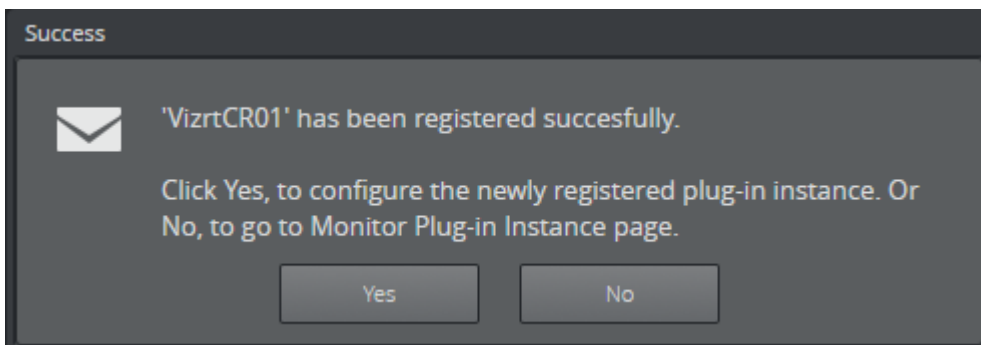 Success
'VizrtCR01' has been registered succesfully.
Click Yes, to configure the newly registered plug-in instance. Or
No, to go to Monitor Plug-in Instance page.
Yes
No